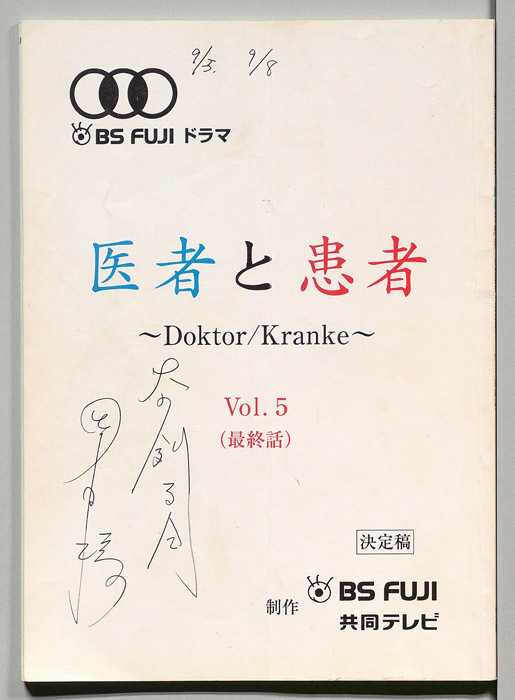 9/5. 9/8
BS FUJI ドラマ
医者と患者
～Doktor/Kranke～
Vol. 5
（最終話）
決定稿
制作
BS FUJI
共同テレビ